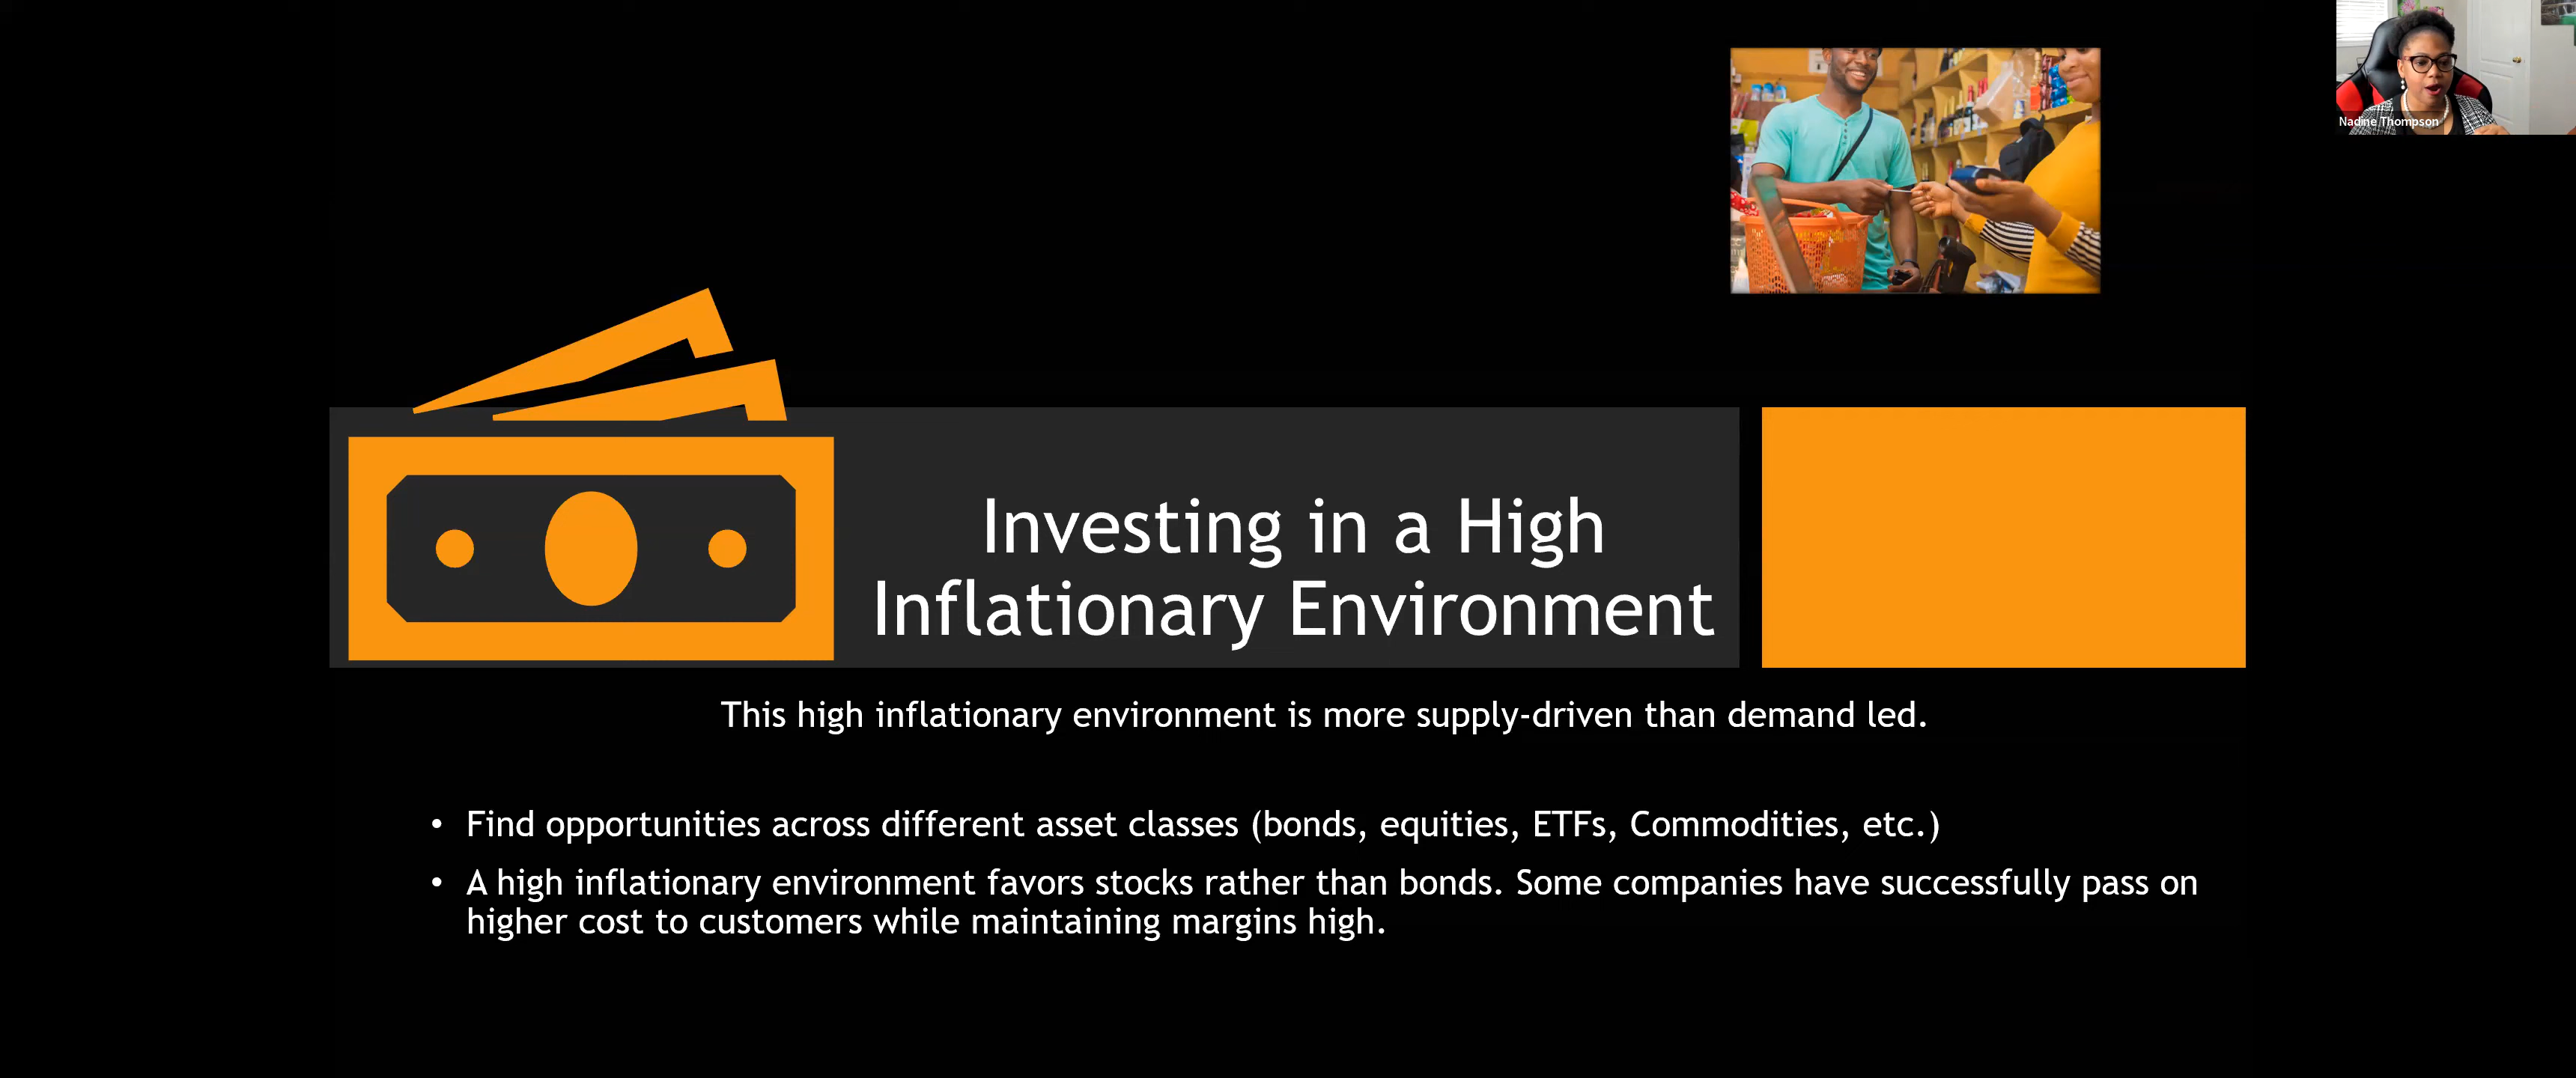 Nadine Thompson
Investing in a High
Inflationary Environment
This high inflationary environment is more supply-driven than demand led.
• Find opportunities across different asset classes (bonds, equities, ETFs, Commodities, etc.)
• A high inflationary environment favors stocks rather than bonds. Some companies have successfully pass on
higher cost to customers while maintaining margins high.